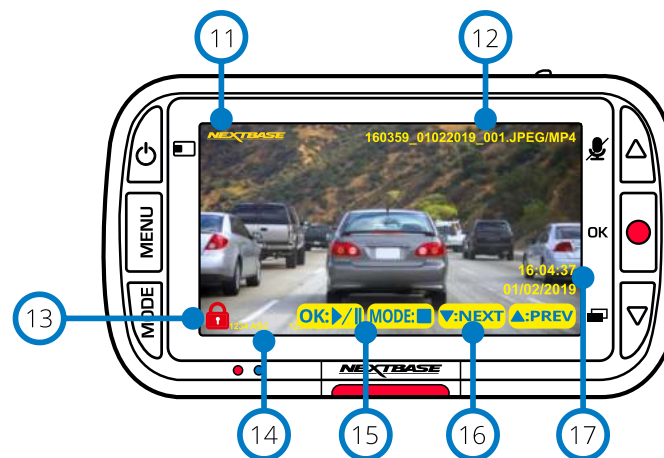 11
12
NEXTBASE
160359_01022019_001.JPEG/MP4
MENU
OK
16:04:37
01/02/2019
MODE
13
OK:▶/|| MODE:■ ▼:NEXT ▲:PREV
NEXTBASE
14
15
16
17